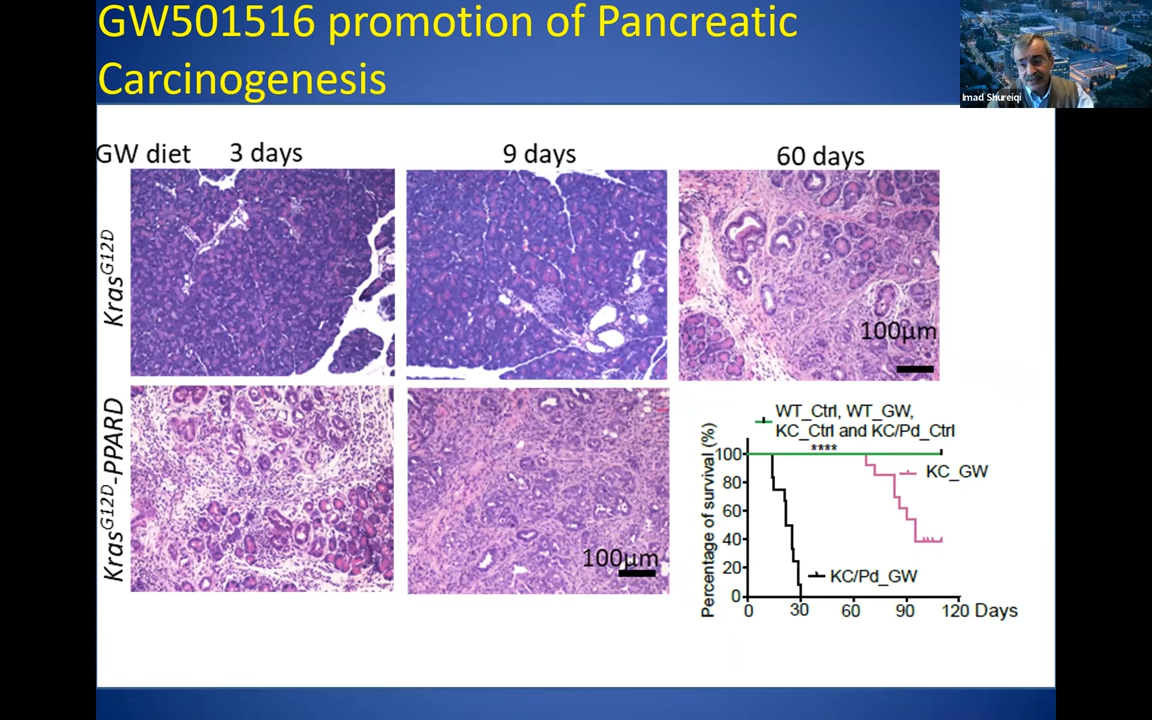 GW501516 promotion of Pancreatic
Carcinogenesis
Imad Shureiqi
GW diet 3 days 9 days 60 days
Kras^G12D
100µm
Kras^G12D-PPARD
100µm
WT_Ctrl, WT_GW,
KC_Ctrl and KC/Pd_Ctrl
****
KC_GW
KC/Pd_GW
Percentage of survival (%)
100
80
60
40
20
0
0 30 60 90 120 Days